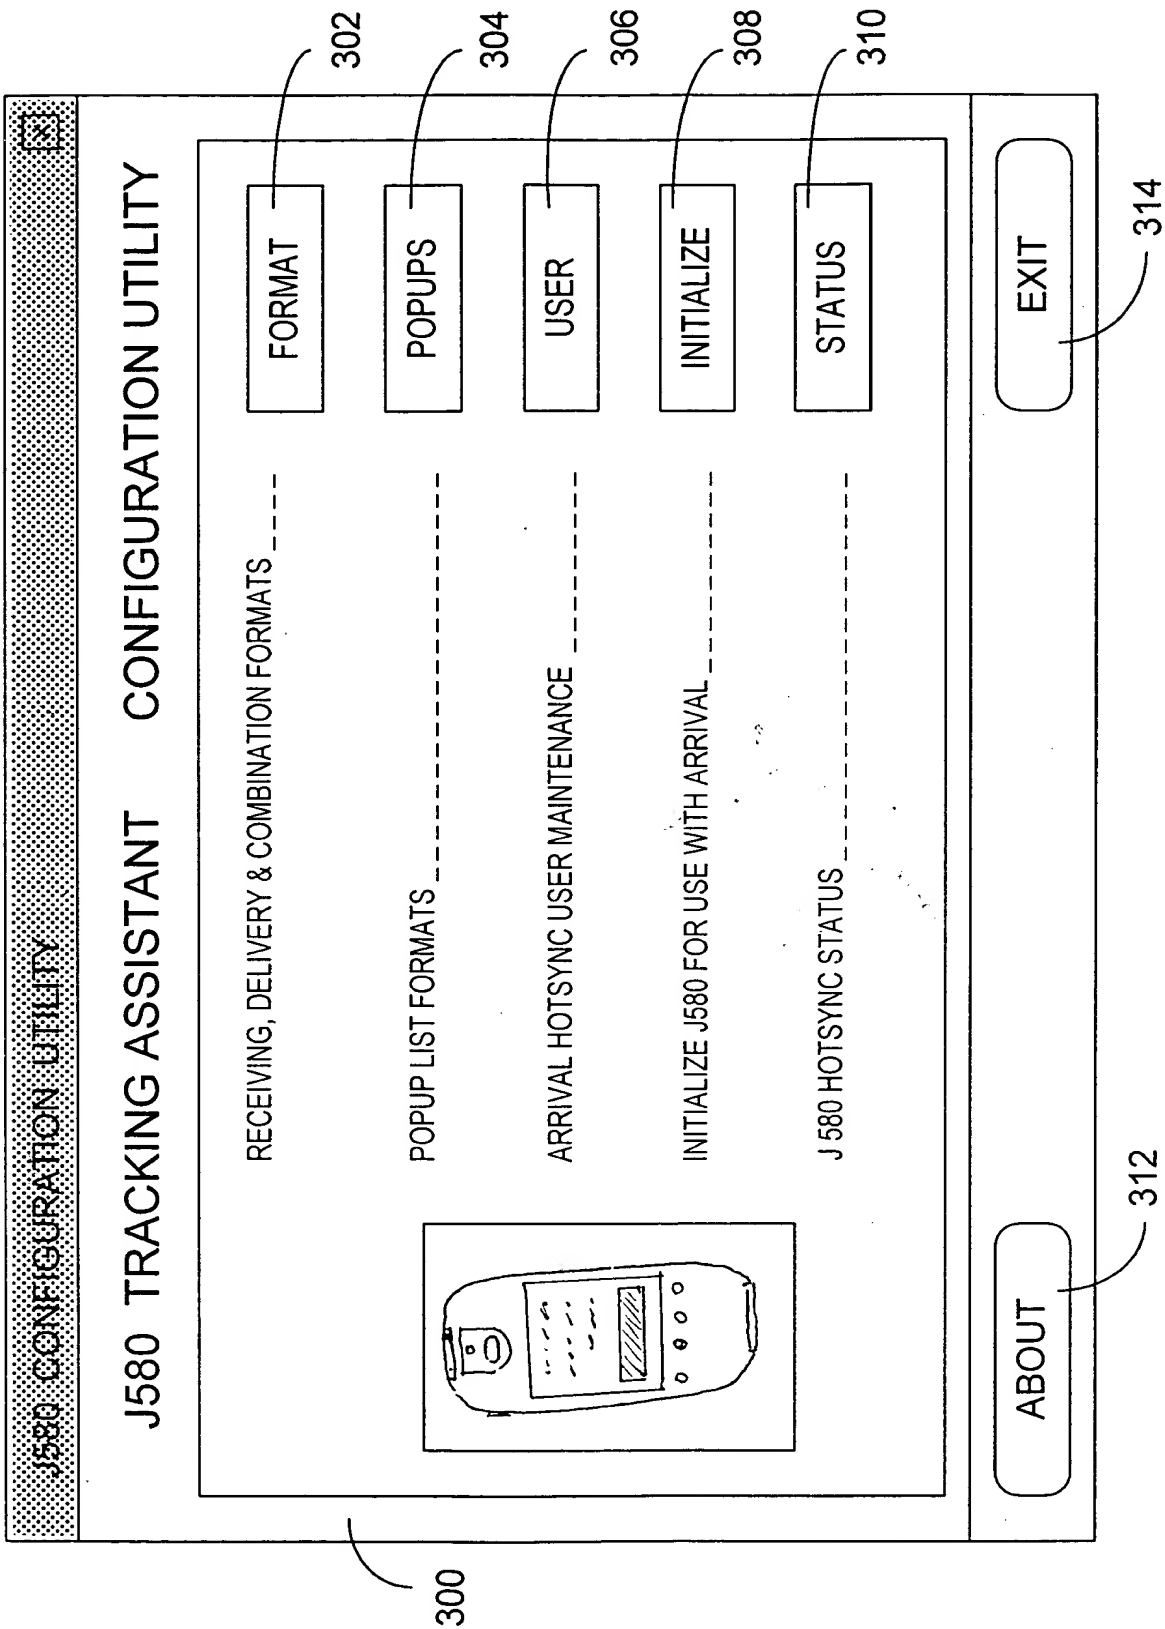 J580 CONFIGURATION UTILITY X
J580 TRACKING ASSISTANT CONFIGURATION UTILITY
RECEIVING, DELIVERY & COMBINATION FORMATS ---- FORMAT 302
POPUP LIST FORMATS ---------------------- POPUPS 304
ARRIVAL HOTSYNC USER MAINTENANCE ---------- USER 306
INITIALIZE J580 FOR USE WITH ARRIVAL ----------- INITIALIZE 308
J 580 HOTSYNC STATUS --------------------- STATUS 310
300
ABOUT EXIT
312 314